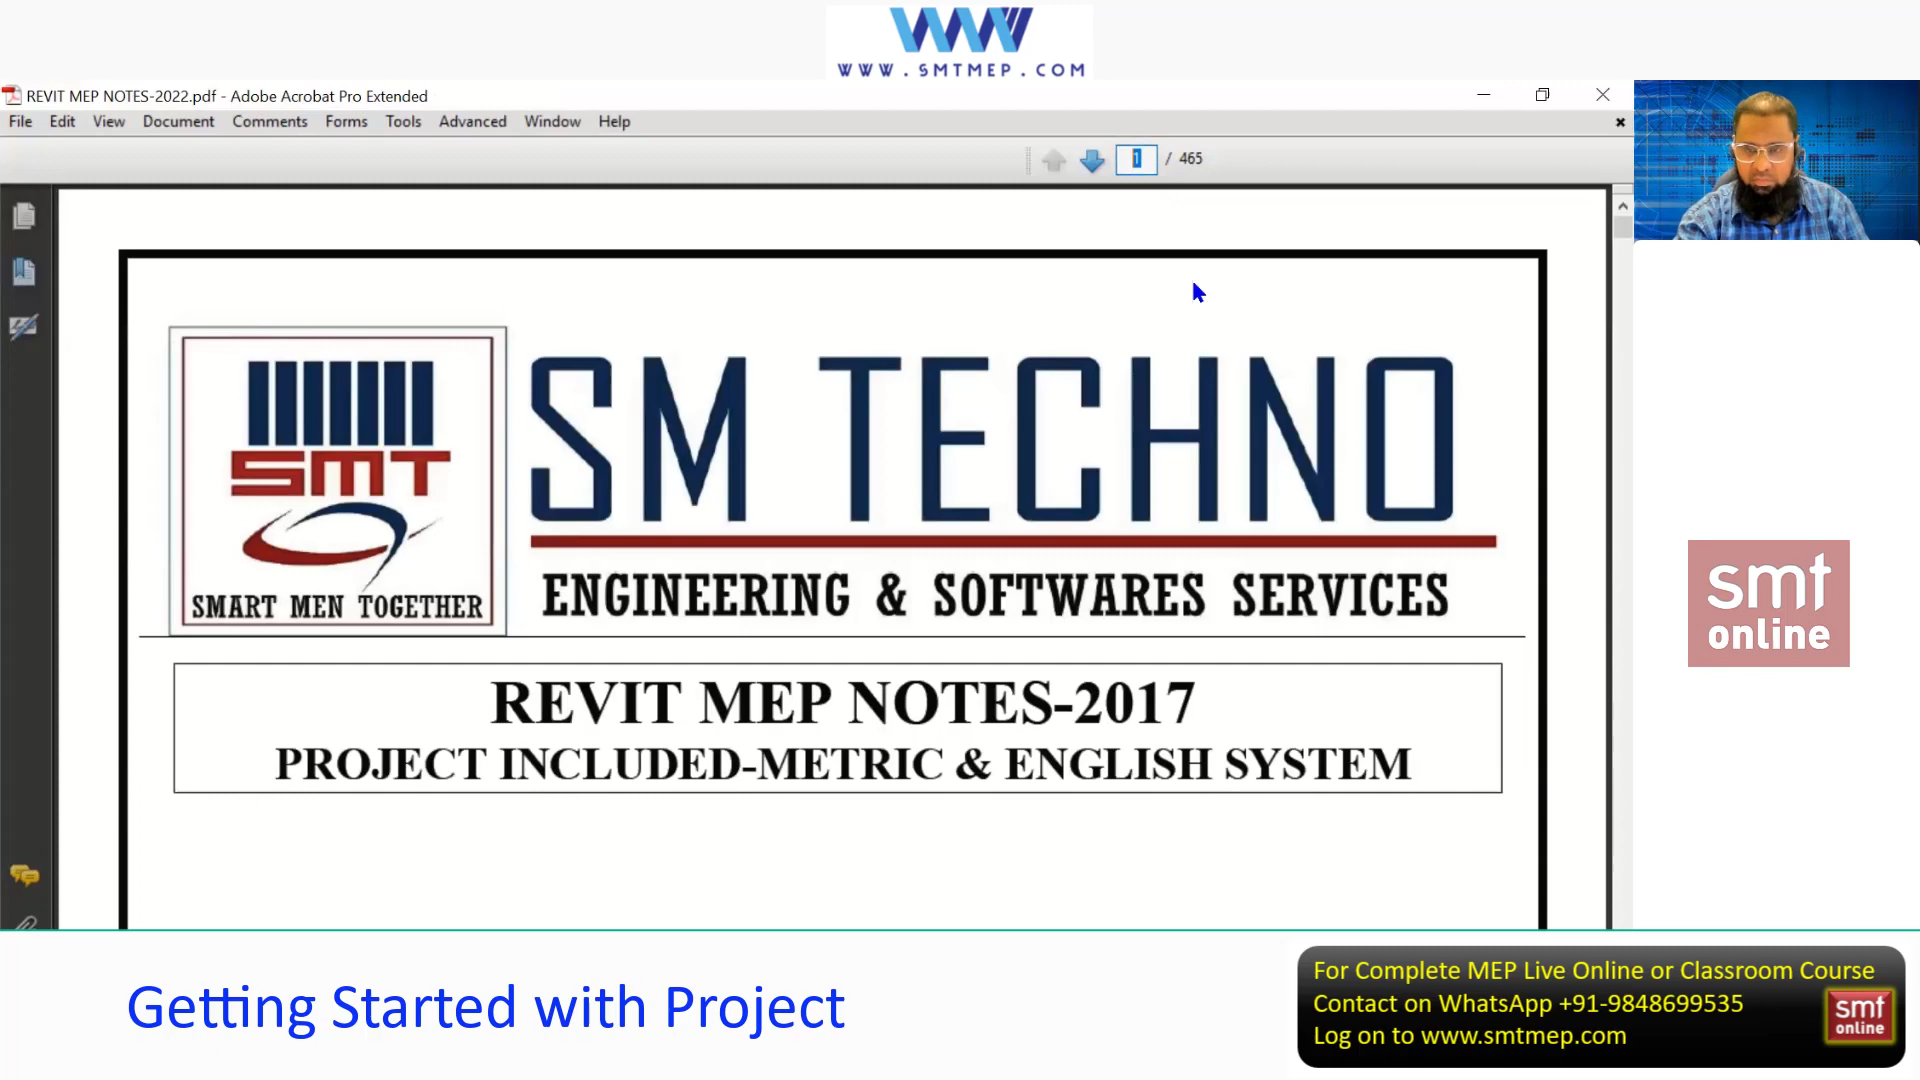 WWW.SMTMEP.COM
REVIT MEP NOTES-2022.pdf - Adobe Acrobat Pro Extended
File Edit View Document Comments Forms Tools Advanced Window Help
1 / 465
SMT
SMART MEN TOGETHER
SM TECHNO
ENGINEERING & SOFTWARES SERVICES
REVIT MEP NOTES-2017
PROJECT INCLUDED-METRIC & ENGLISH SYSTEM
smt
online
Getting Started with Project
For Complete MEP Live Online or Classroom Course
Contact on WhatsApp +91-9848699535
Log on to www.smtmep.com
smt
online